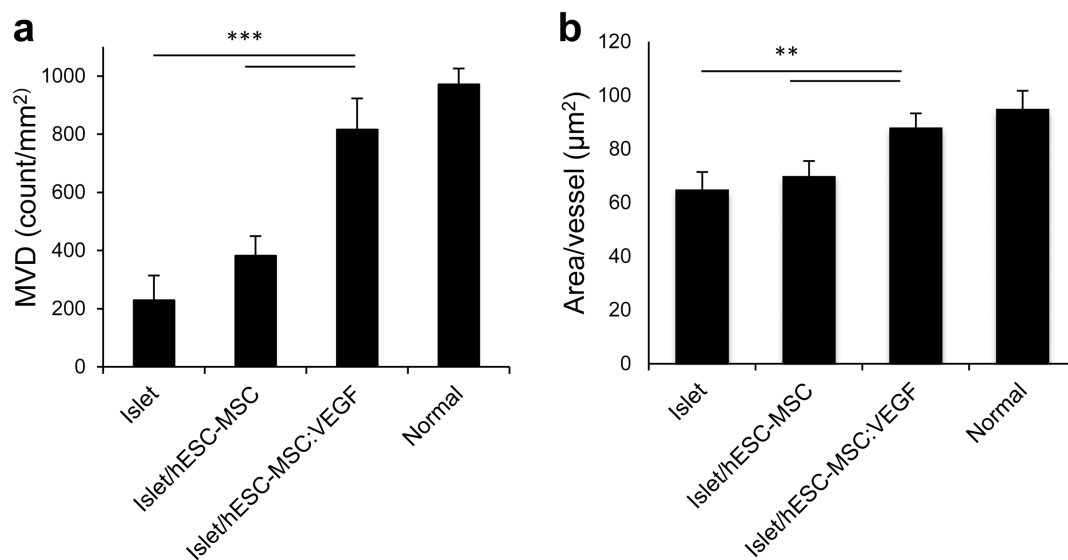 a
***
MVD (count/mm²)
1000
800
600
400
200
0
Islet
Islet/hESC-MSC
Islet/hESC-MSC:VEGF
Normal
b
**
Area/vessel (µm²)
120
100
80
60
40
20
0
Islet
Islet/hESC-MSC
Islet/hESC-MSC:VEGF
Normal